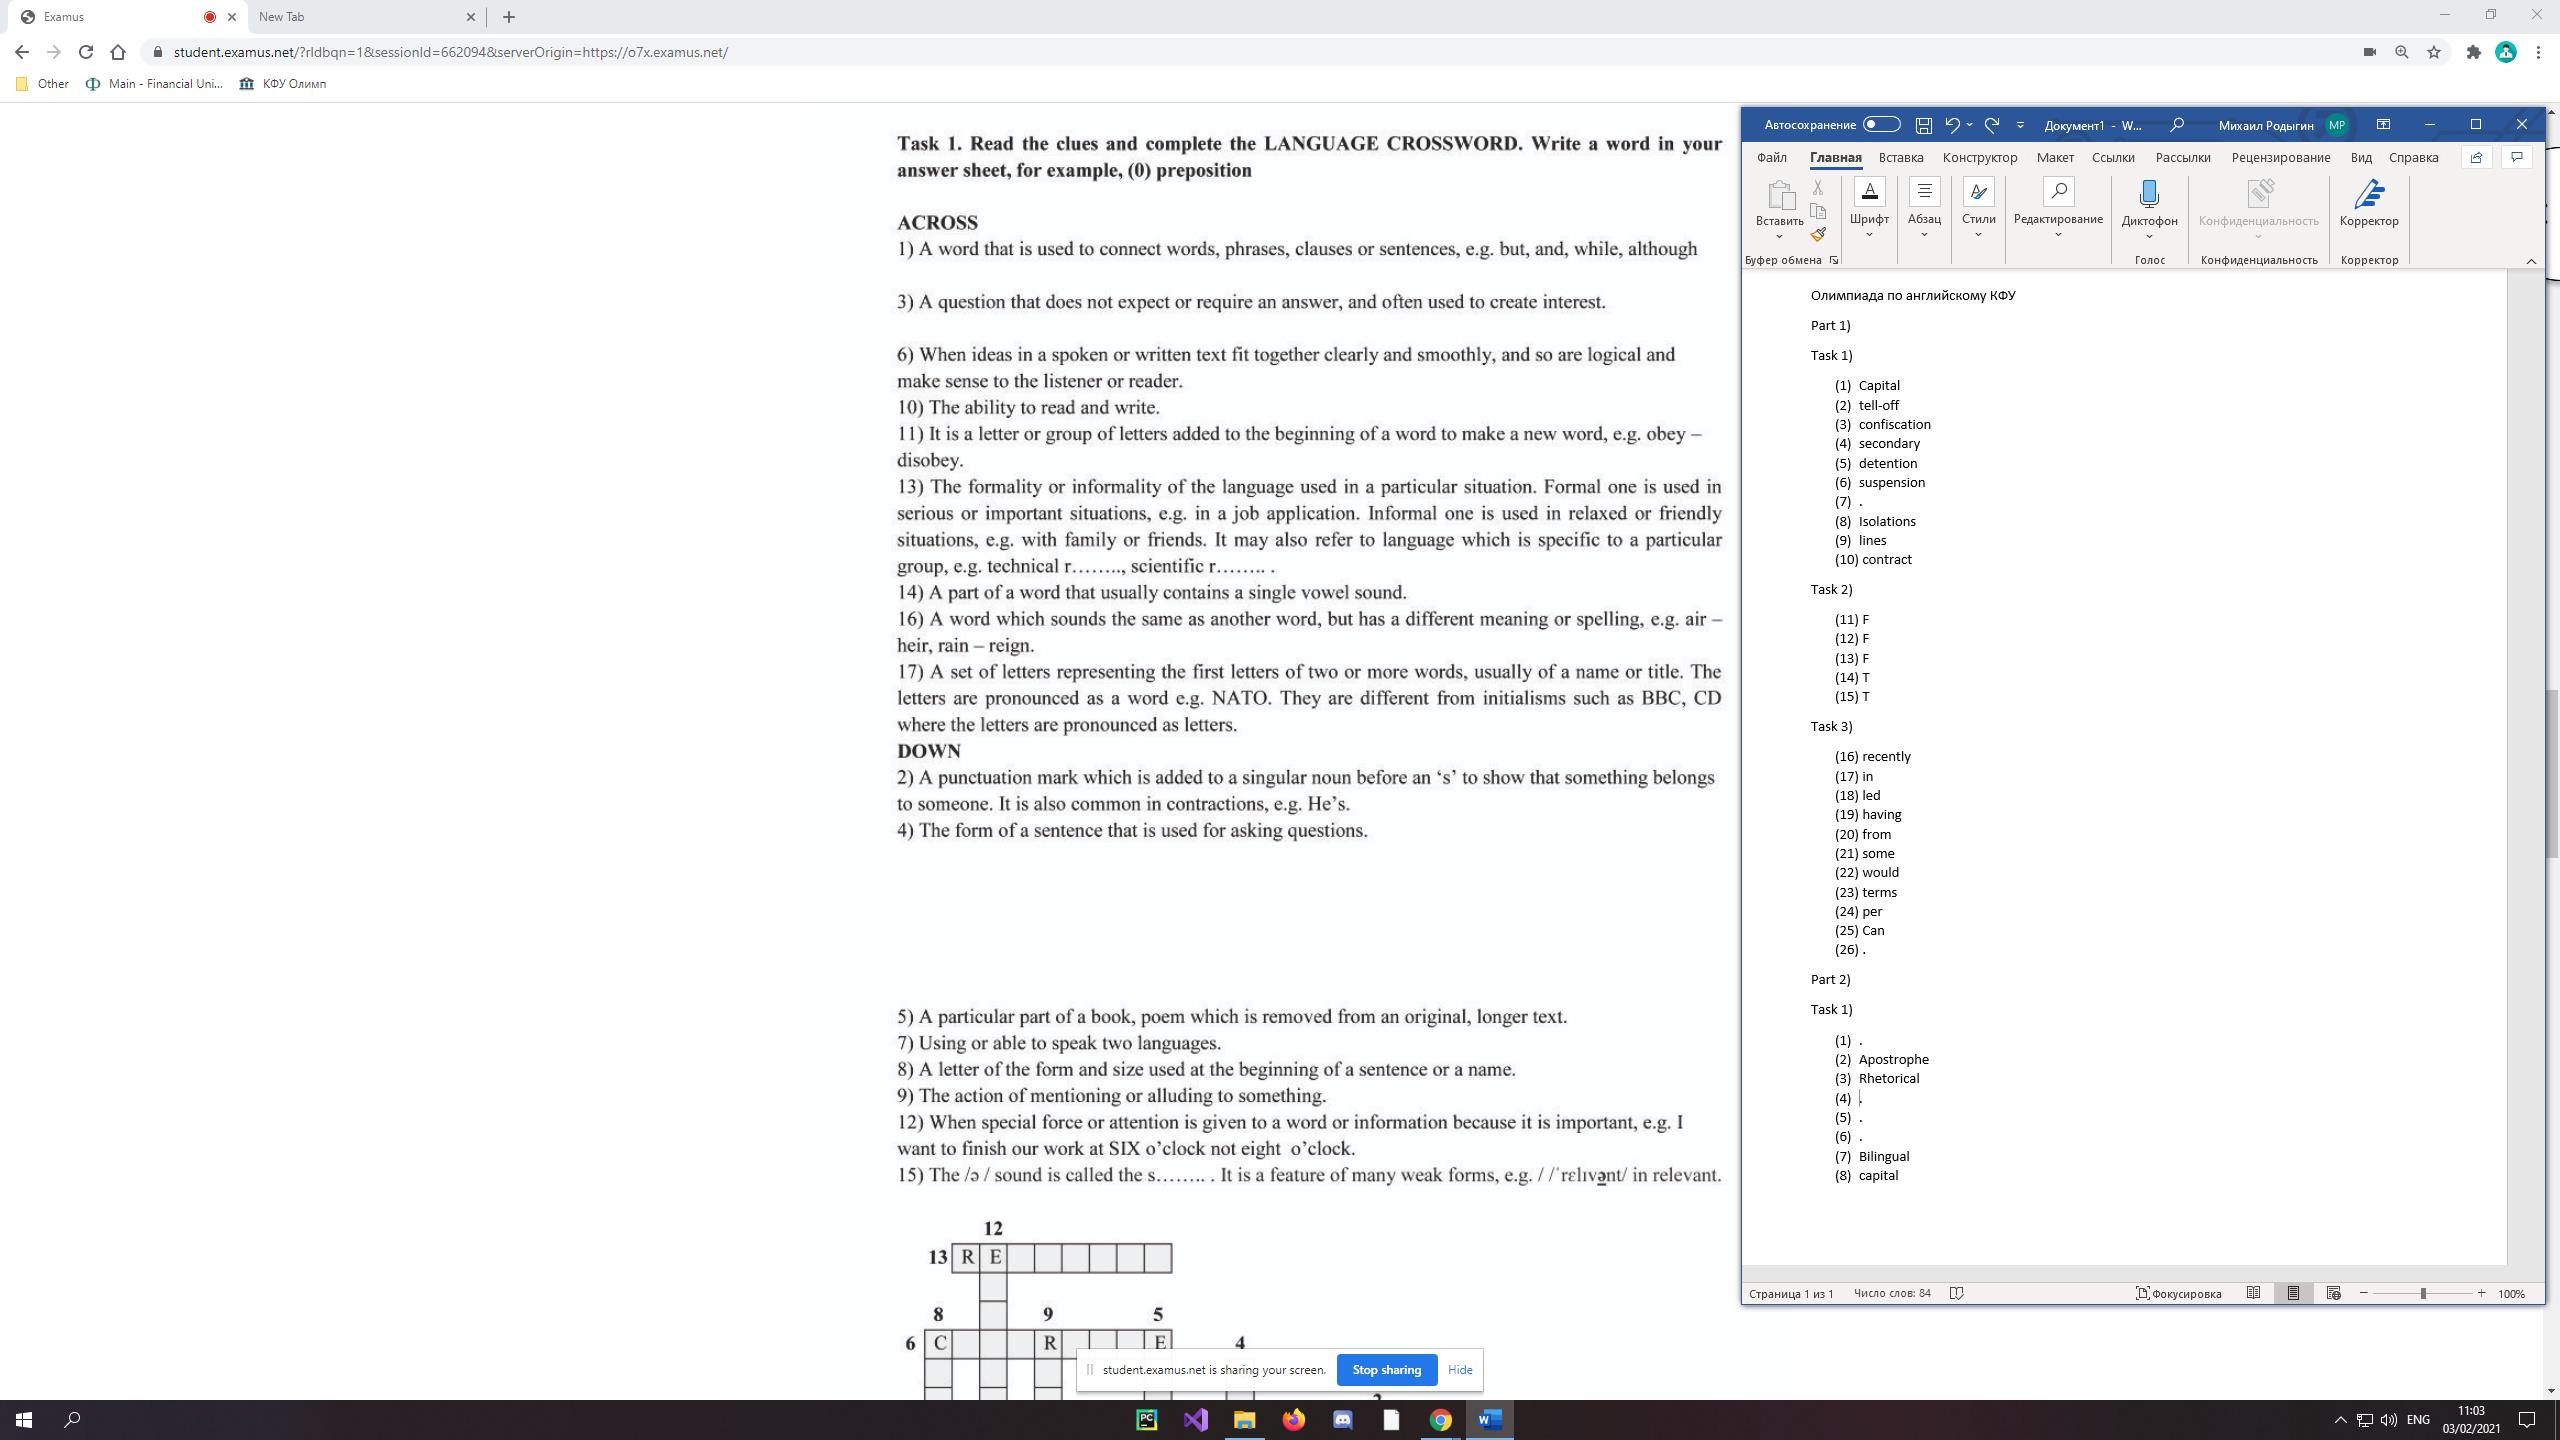 Examus
New Tab
student.examus.net/?rldbqn=1&sessionId=662094&serverOrigin=https://o7x.examus.net/
Other
Main - Financial Uni...
КФУ Олимп
Task 1. Read the clues and complete the LANGUAGE CROSSWORD. Write a word in your
answer sheet, for example, (0) preposition
ACROSS
1) A word that is used to connect words, phrases, clauses or sentences, e.g. but, and, while, although
3) A question that does not expect or require an answer, and often used to create interest.
6) When ideas in a spoken or written text fit together clearly and smoothly, and so are logical and
make sense to the listener or reader.
10) The ability to read and write.
11) It is a letter or group of letters added to the beginning of a word to make a new word, e.g. obey –
disobey.
13) The formality or informality of the language used in a particular situation. Formal one is used in
serious or important situations, e.g. in a job application. Informal one is used in relaxed or friendly
situations, e.g. with family or friends. It may also refer to language which is specific to a particular
group, e.g. technical r…….., scientific r…….. .
14) A part of a word that usually contains a single vowel sound.
16) A word which sounds the same as another word, but has a different meaning or spelling, e.g. air –
heir, rain – reign.
17) A set of letters representing the first letters of two or more words, usually of a name or title. The
letters are pronounced as a word e.g. NATO. They are different from initialisms such as BBC, CD
where the letters are pronounced as letters.
DOWN
2) A punctuation mark which is added to a singular noun before an ‘s’ to show that something belongs
to someone. It is also common in contractions, e.g. He’s.
4) The form of a sentence that is used for asking questions.
5) A particular part of a book, poem which is removed from an original, longer text.
7) Using or able to speak two languages.
8) A letter of the form and size used at the beginning of a sentence or a name.
9) The action of mentioning or alluding to something.
12) When special force or attention is given to a word or information because it is important, e.g. I
want to finish our work at SIX o’clock not eight o’clock.
15) The /ə / sound is called the s…….. . It is a feature of many weak forms, e.g. / /ˈrɛlɪvənt/ in relevant.
12
13 R E
8 9 5
6 C R E 4
2
student.examus.net is sharing your screen.
Stop sharing
Hide
Автосохранение
Документ1 - W...
Михаил Родыгин
МР
Файл
Главная
Вставка
Конструктор
Макет
Ссылки
Рассылки
Рецензирование
Вид
Справка
Вставить
Шрифт
Абзац
Стили
Редактирование
Диктофон
Конфиденциальность
Корректор
Буфер обмена
Голос
Конфиденциальность
Корректор
Олимпиада по английскому КФУ
Part 1)
Task 1)
(1) Capital
(2) tell-off
(3) confiscation
(4) secondary
(5) detention
(6) suspension
(7) .
(8) Isolations
(9) lines
(10) contract
Task 2)
(11) F
(12) F
(13) F
(14) T
(15) T
Task 3)
(16) recently
(17) in
(18) led
(19) having
(20) from
(21) some
(22) would
(23) terms
(24) per
(25) Can
(26) .
Part 2)
Task 1)
(1) .
(2) Apostrophe
(3) Rhetorical
(4) .
(5) .
(6) .
(7) Bilingual
(8) capital
Страница 1 из 1
Число слов: 84
Фокусировка
100%
PC
ENG
11:03
03/02/2021